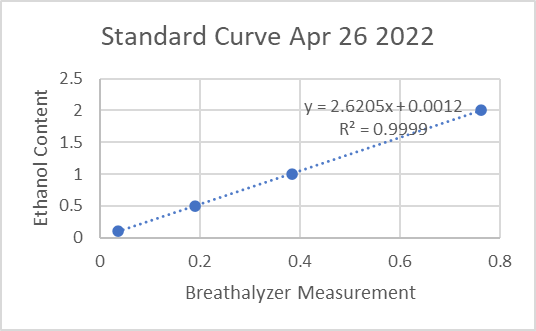 Standard Curve Apr 26 2022
2.5
y = 2.6205x + 0.0012
R² = 0.9999
2
1.5
1
0.5
0
Ethanol Content
0 0.2 0.4 0.6 0.8
Breathalyzer Measurement